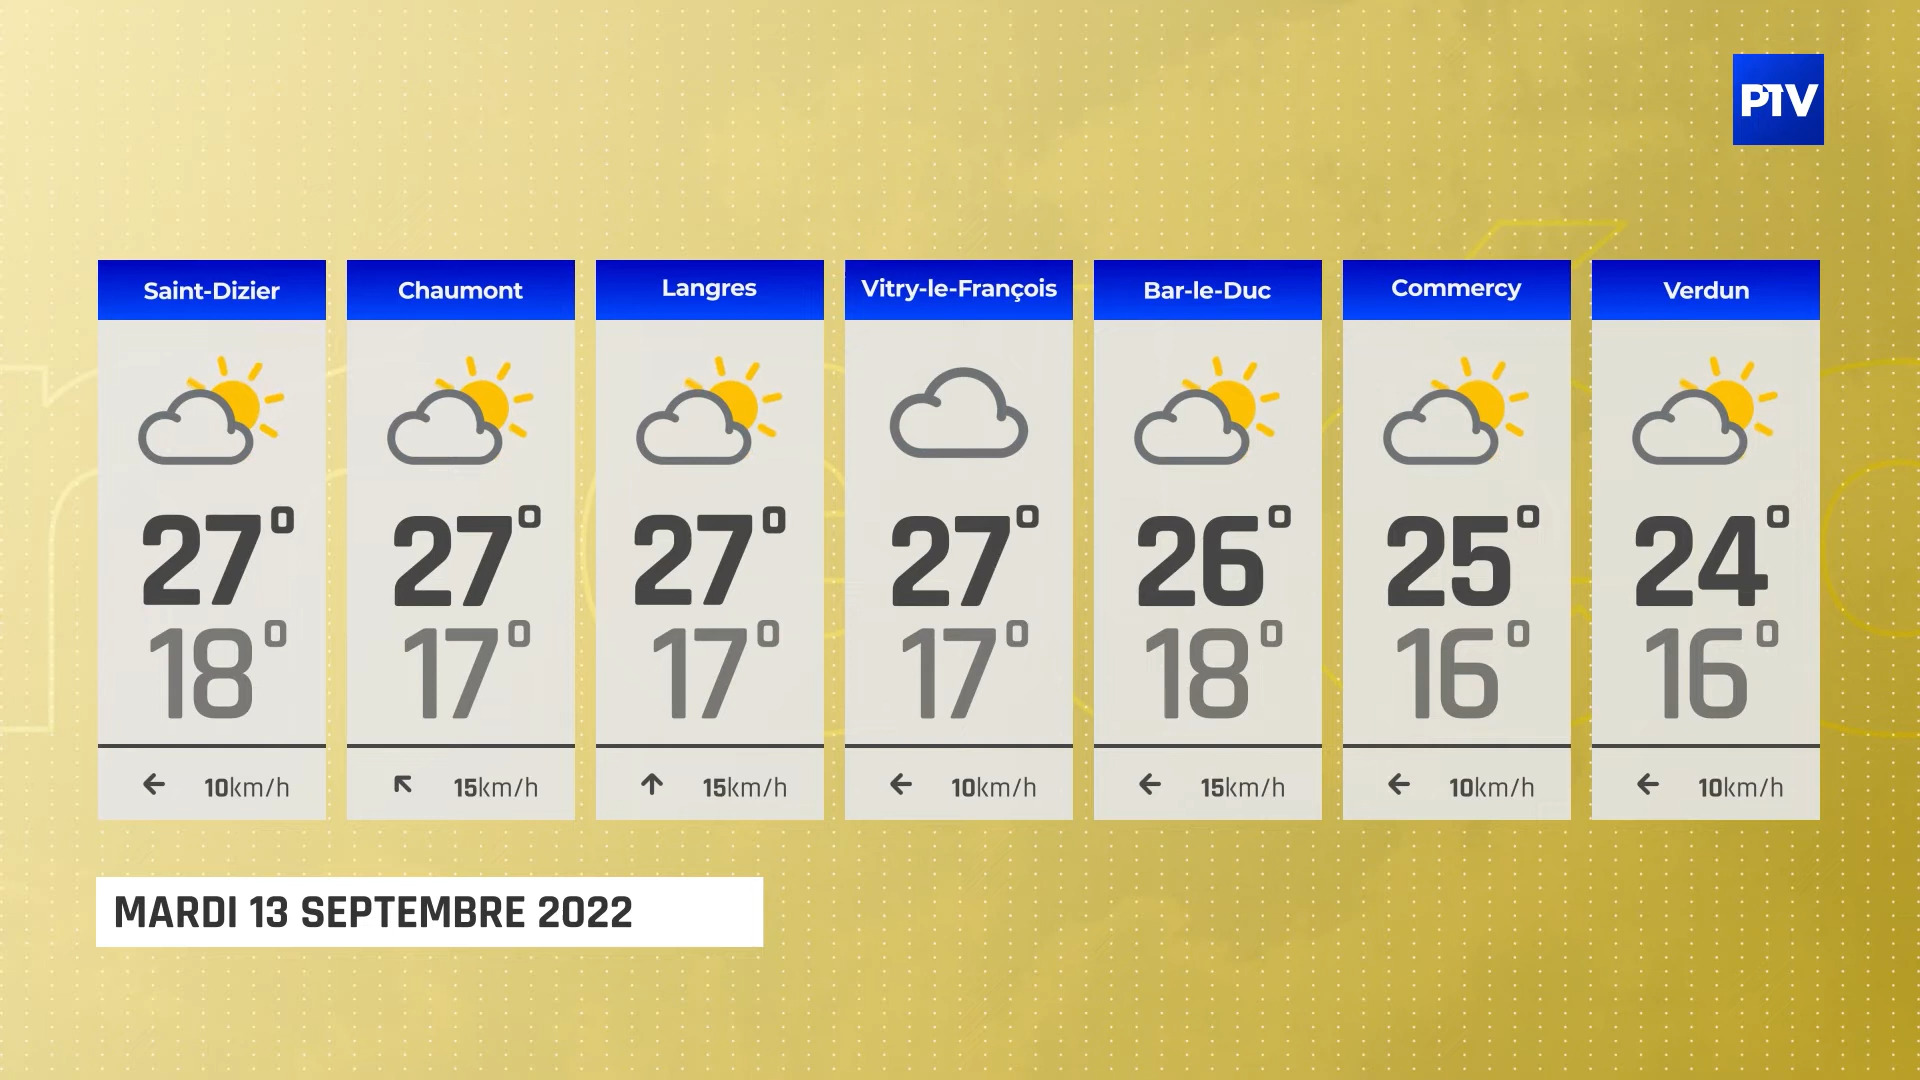 PTV
Saint-Dizier
27°
18°
10km/h
Chaumont
27°
17°
15km/h
Langres
27°
17°
15km/h
Vitry-le-François
27°
17°
10km/h
Bar-le-Duc
26°
18°
15km/h
Commercy
25°
16°
10km/h
Verdun
24°
16°
10km/h
MARDI 13 SEPTEMBRE 2022